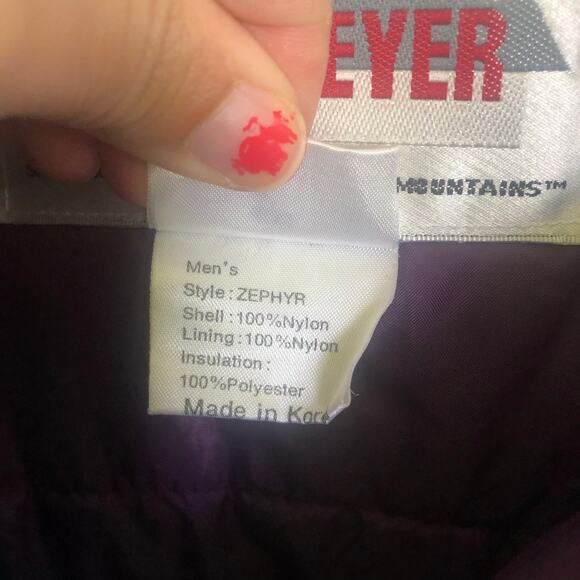 EYER
MOUNTAINS™
Men's
Style:ZEPHYR
Shell:100%Nylon
Lining:100%Nylon
Insulation:
100%Polyester
Made in Kore